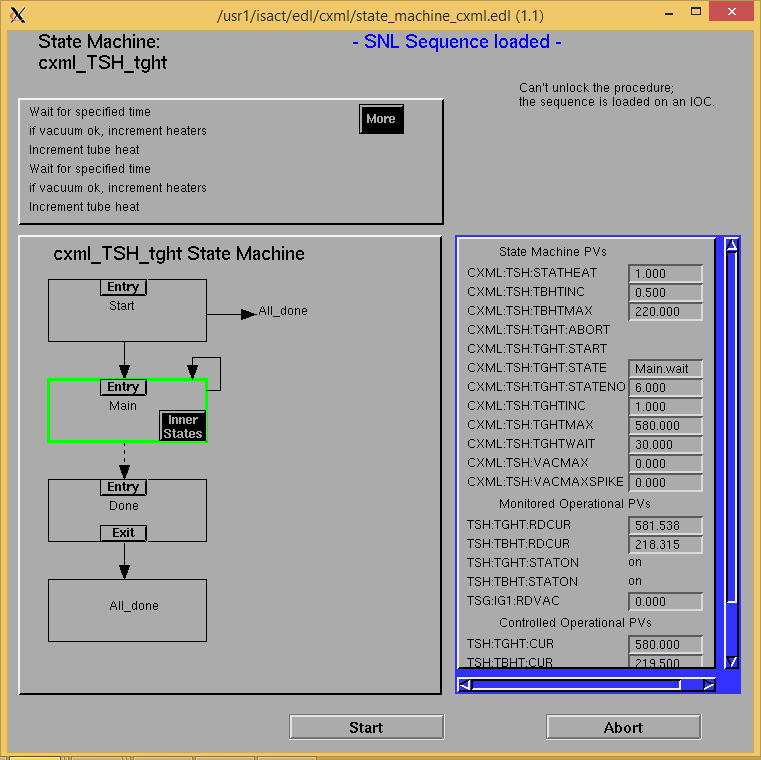 /usr1/isact/edl/cxml/state_machine_cxml.edl (1.1)
State Machine:
- SNL Sequence loaded -
cxml_TSH_tght
Can't unlock the procedure;
the sequence is loaded on an IOC.
Wait for specified time
if vacuum ok, increment heaters
Increment tube heat
Wait for specified time
if vacuum ok, increment heaters
Increment tube heat
More
cxml_TSH_tght State Machine
Entry
Start
All_done
Entry
Main
Inner
States
Entry
Done
Exit
All_done
State Machine PVs
CXML:TSH:STATHEAT 1.000
CXML:TSH:TBHTINC 0.500
CXML:TSH:TBHTMAX 220.000
CXML:TSH:TGHT:ABORT
CXML:TSH:TGHT:START
CXML:TSH:TGHT:STATE Main.wait
CXML:TSH:TGHT:STATENO 6.000
CXML:TSH:TGHTINC 1.000
CXML:TSH:TGHTMAX 580.000
CXML:TSH:TGHTWAIT 30.000
CXML:TSH:VACMAX 0.000
CXML:TSH:VACMAXSPIKE 0.000
Monitored Operational PVs
TSH:TGHT:RDCUR 581.538
TSH:TBHT:RDCUR 218.315
TSH:TGHT:STATON on
TSH:TBHT:STATON on
TSG:IG1:RDVAC 0.000
Controlled Operational PVs
TSH:TGHT:CUR 580.000
TSH:TBHT:CUR 219.500
Start
Abort